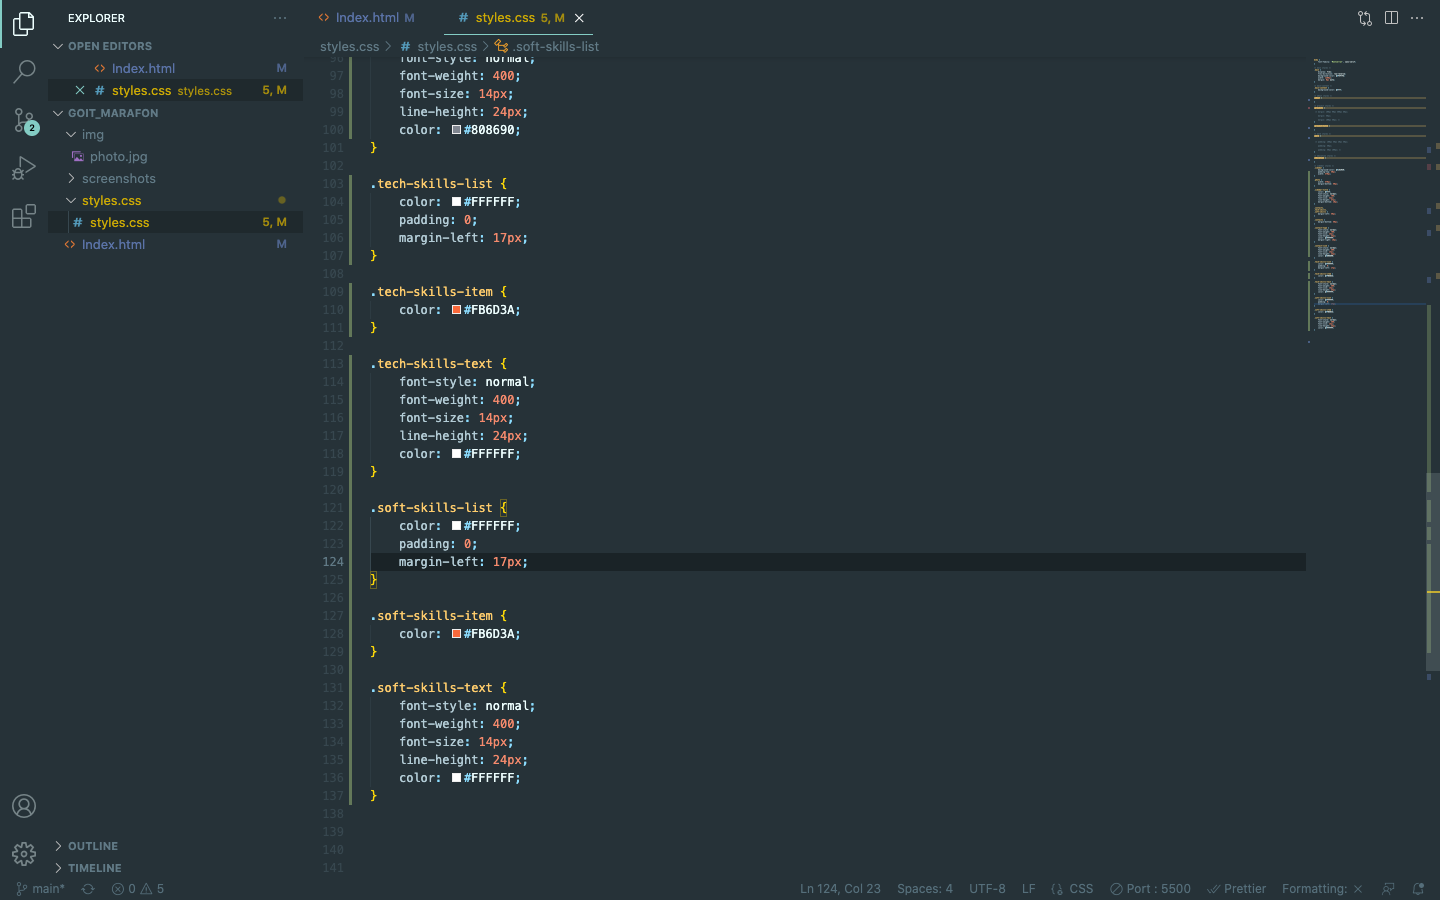 EXPLORER
OPEN EDITORS
Index.html M
styles.css styles.css 5, M
GOIT_MARAFON
img
photo.jpg
screenshots
styles.css
# styles.css 5, M
Index.html M
2
OUTLINE
TIMELINE
Index.html M
# styles.css 5, M
styles.css > # styles.css > .soft-skills-list
96 font-style: normal;
97 font-weight: 400;
98 font-size: 14px;
99 line-height: 24px;
100 color: #808690;
101 }
102
103 .tech-skills-list {
104 color: #FFFFFF;
105 padding: 0;
106 margin-left: 17px;
107 }
108
109 .tech-skills-item {
110 color: #FB6D3A;
111 }
112
113 .tech-skills-text {
114 font-style: normal;
115 font-weight: 400;
116 font-size: 14px;
117 line-height: 24px;
118 color: #FFFFFF;
119 }
120
121 .soft-skills-list {
122 color: #FFFFFF;
123 padding: 0;
124 margin-left: 17px;
125 }
126
127 .soft-skills-item {
128 color: #FB6D3A;
129 }
130
131 .soft-skills-text {
132 font-style: normal;
133 font-weight: 400;
134 font-size: 14px;
135 line-height: 24px;
136 color: #FFFFFF;
137 }
138
139
140
141
main* 0 5 Ln 124, Col 23 Spaces: 4 UTF-8 LF {} CSS Port : 5500 Prettier Formatting: ×